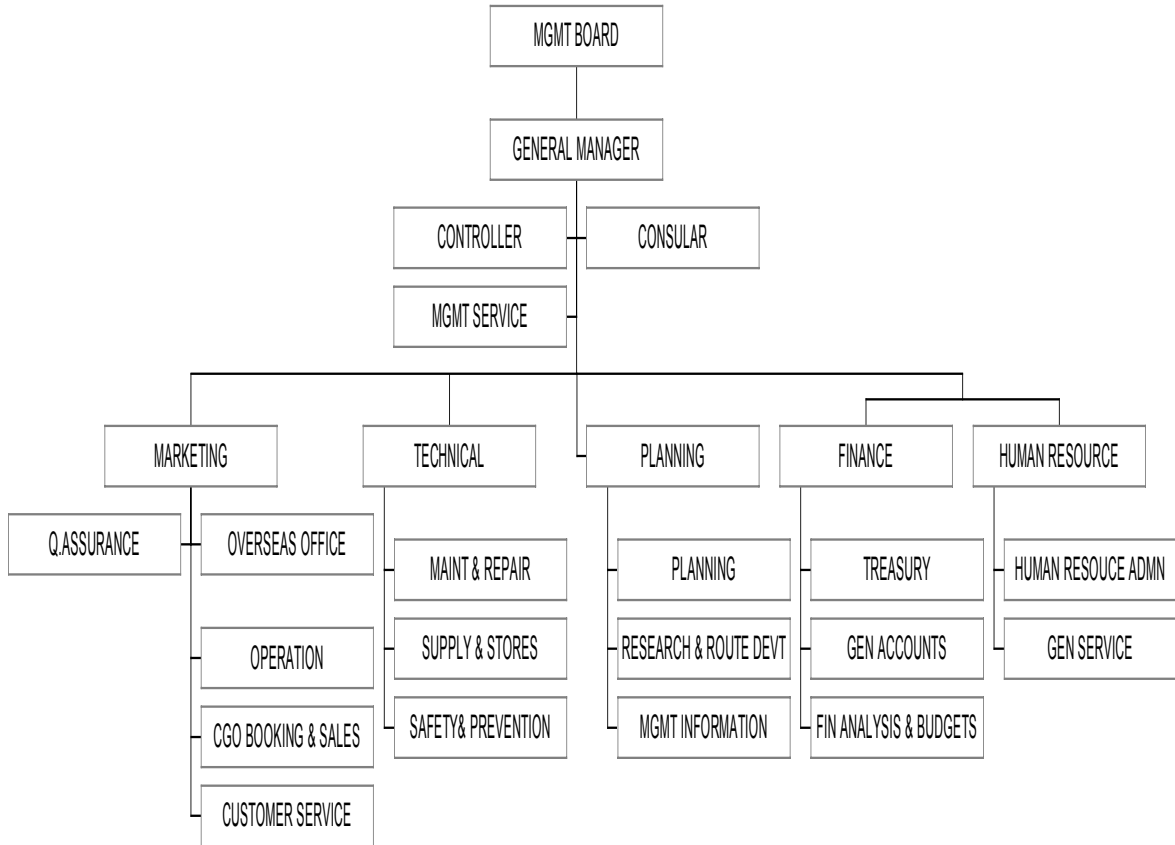 MGMT BOARD
GENERAL MANAGER
CONTROLLER
CONSULAR
MGMT SERVICE
MARKETING
TECHNICAL
PLANNING
FINANCE
HUMAN RESOURCE
Q.ASSURANCE
OVERSEAS OFFICE
OPERATION
CGO BOOKING & SALES
CUSTOMER SERVICE
MAINT & REPAIR
SUPPLY & STORES
SAFETY& PREVENTION
PLANNING
RESEARCH & ROUTE DEVT
MGMT INFORMATION
TREASURY
GEN ACCOUNTS
FIN ANALYSIS & BUDGETS
HUMAN RESOUCE ADMN
GEN SERVICE